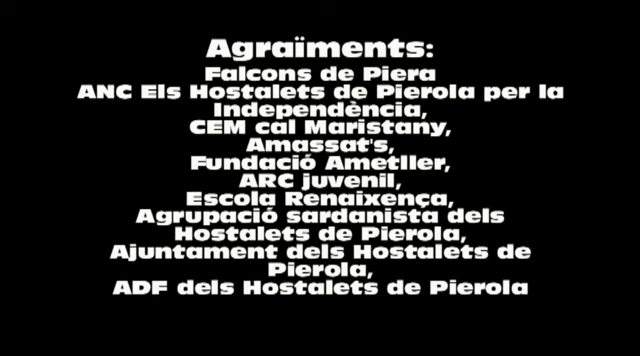 Agraïments:
Falcons de Piera
ANC Els Hostalets de Pierola per la
Independència,
CEM cal Maristany,
Amassat's,
Fundació Ametller,
ARC juvenil,
Escola Renaixença,
Agrupació sardanista dels
Hostalets de Pierola,
Ajuntament dels Hostalets de
Pierola,
ADF dels Hostalets de Pierola